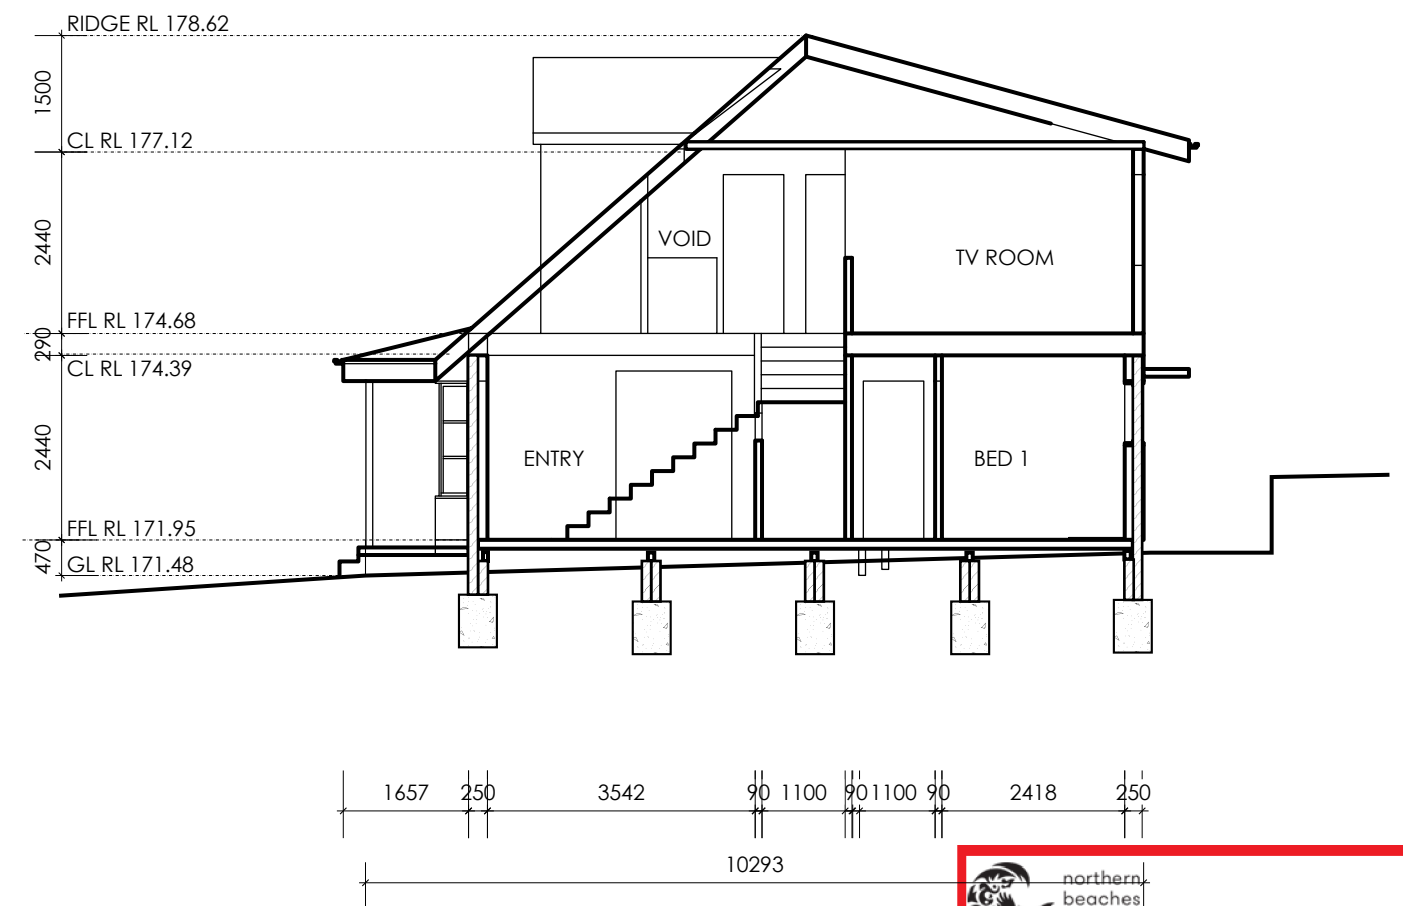 RIDGE RL 178.62
1500
CL RL 177.12
2440
VOID
TV ROOM
FFL RL 174.68
290
CL RL 174.39
2440
ENTRY
BED 1
FFL RL 171.95
470
GL RL 171.48
1657 250 3542 90 1100 90 1100 90 2418 250
10293
northern
beaches